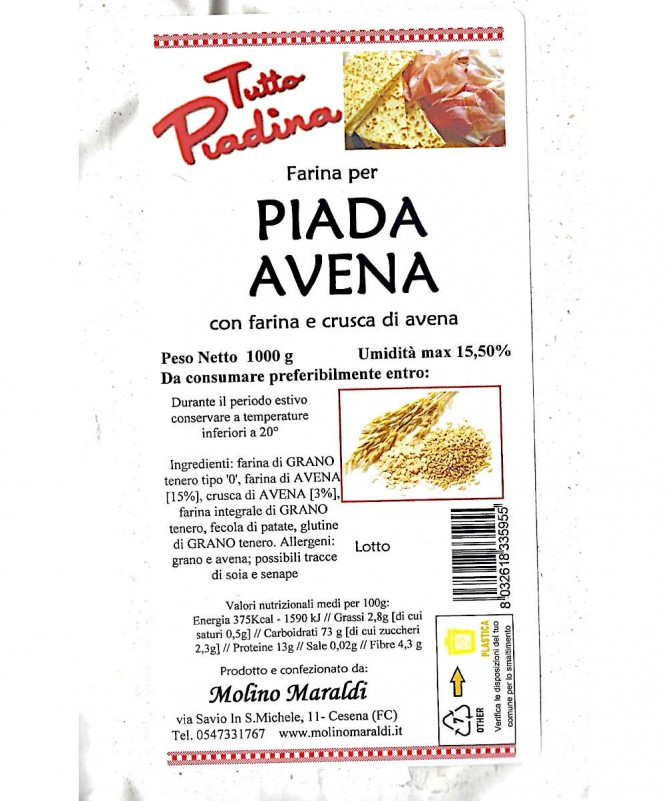 Tutto
Piadina
Farina per
PIADA
AVENA
con farina e crusca di avena
Peso Netto 1000 g Umidità max 15,50%
Da consumare preferibilmente entro:
Durante il periodo estivo
conservare a temperature
inferiori a 20°
Ingredienti: farina di GRANO
tenero tipo '0', farina di AVENA
[15%], crusca di AVENA [3%],
farina integrale di GRANO
tenero, fecola di patate, glutine
di GRANO tenero. Allergeni:
grano e avena; possibili tracce
di soia e senape
Lotto
8 032618 335955
Valori nutrizionali medi per 100g:
Energia 375Kcal - 1590 kJ // Grassi 2,8g [di cui
saturi 0,5g] // Carboidrati 73 g [di cui zuccheri
2,3g] // Proteine 13g // Sale 0,02g // Fibre 4,3 g
Prodotto e confezionato da:
Molino Maraldi
via Savio In S.Michele, 11- Cesena (FC)
Tel. 0547331767 www.molinomaraldi.it
7
OTHER
PLASTICA
Verifica le disposizioni del tuo
comune per lo smaltimento